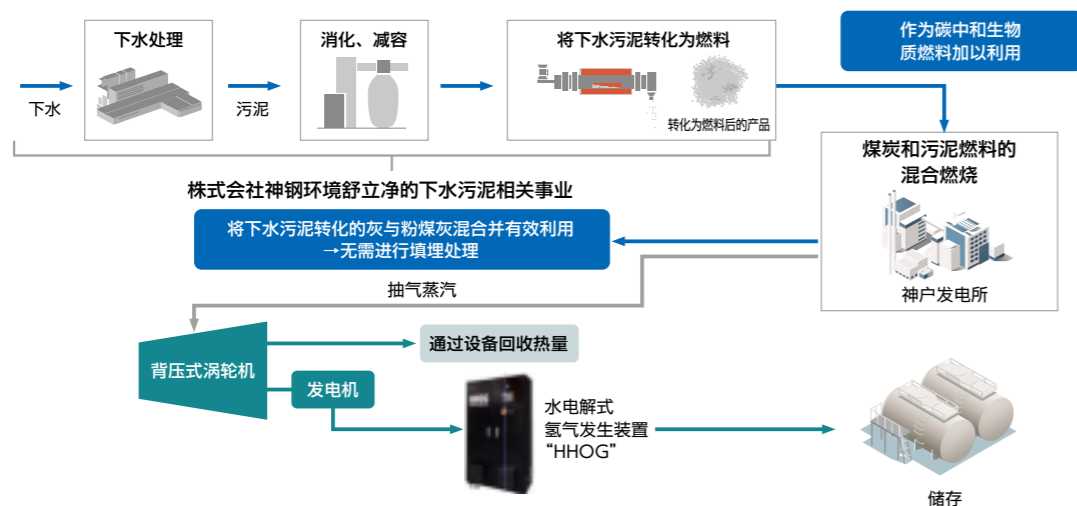 下水处理
消化、减容
将下水污泥转化为燃料
作为碳中和生物
质燃料加以利用
下水
污泥
转化为燃料后的产品
煤炭和污泥燃料的
混合燃烧
神户发电所
株式会社神钢环境舒立净的下水污泥相关事业
将下水污泥转化的灰与粉煤灰混合并有效利用
→无需进行填埋处理
抽气蒸汽
背压式涡轮机
通过设备回收热量
发电机
水电解式
氢气发生装置
“HHOG”
储存